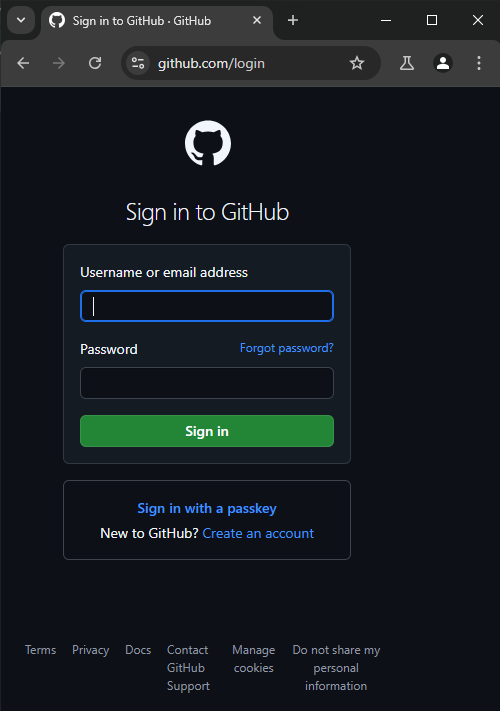 Sign in to GitHub · GitHub
github.com/login
Sign in to GitHub
Username or email address
Password
Forgot password?
Sign in
Sign in with a passkey
New to GitHub? Create an account
Terms
Privacy
Docs
Contact
GitHub
Support
Manage
cookies
Do not share my
personal
information